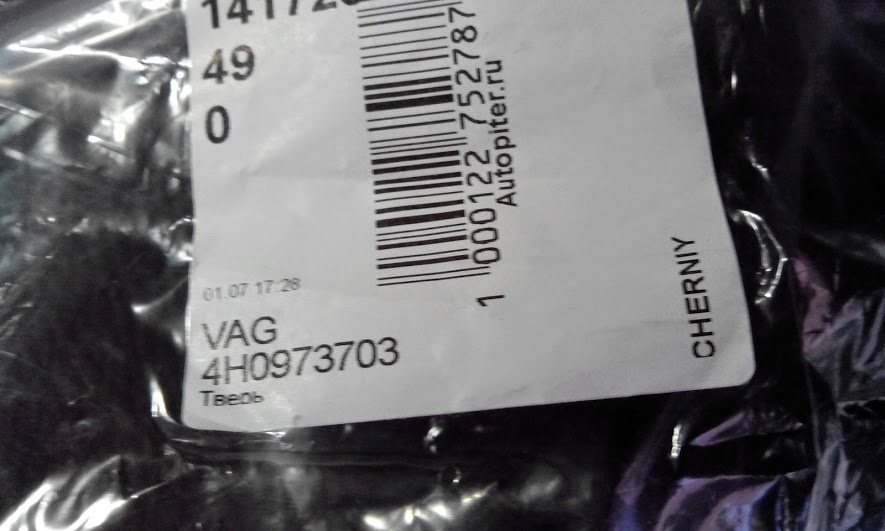 49
0
1 000122 752787
Autopiter.ru
01.07 17:28
VAG
4H0973703
Тверь
CHERNIY